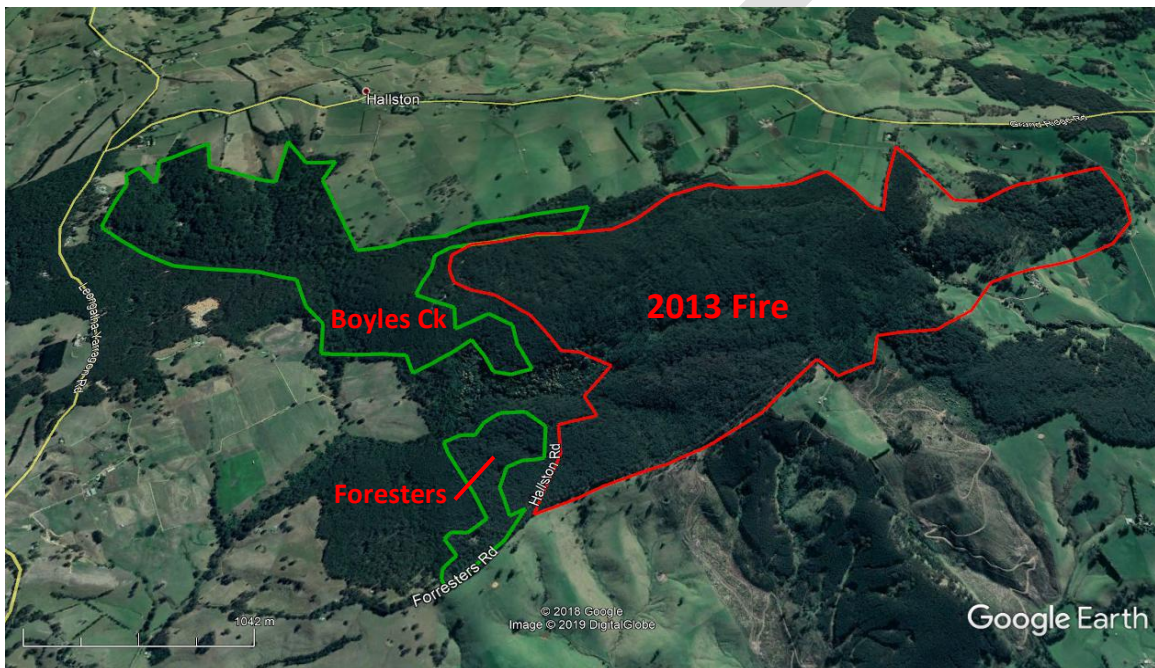 Hallston
Grand Ridge Rd
Boyles Ck
2013 Fire
Leongatha-Yarragon Rd
Foresters
Hallston Rd
Forresters Rd
1042 m
© 2018 Google
Image © 2019 DigitalGlobe
Google Earth